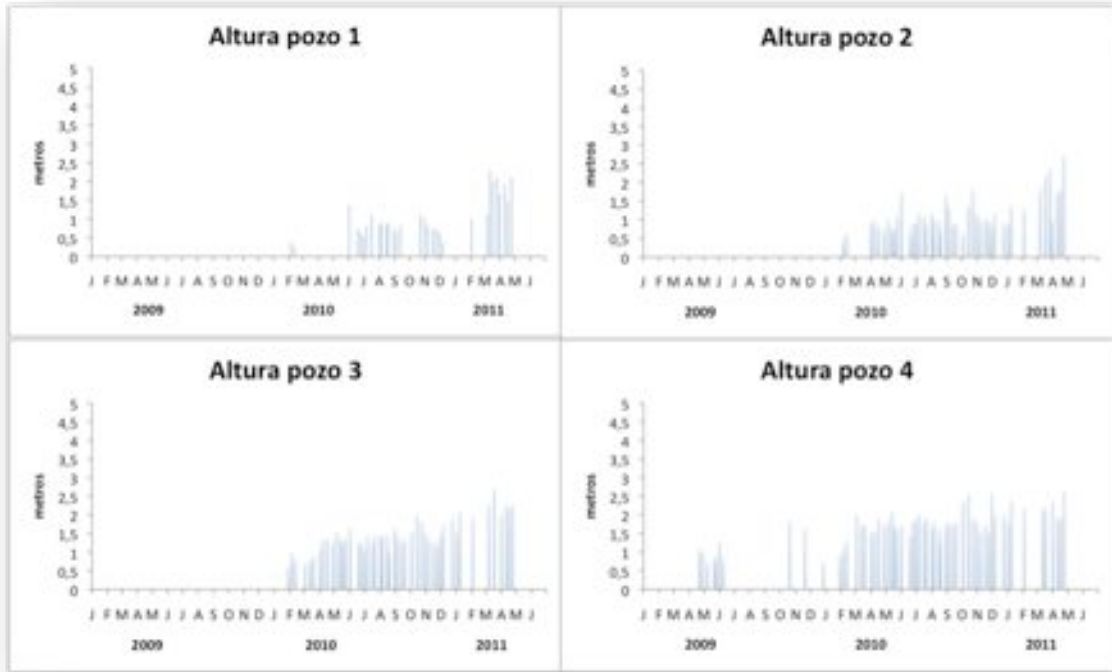 Altura pozo 1
5
4,5
4
3,5
3
2,5
2
1,5
1
0,5
0
metros
J F M A M J J A S O N D J F M A M J J A S O N D J F M A M J
2009 2010 2011
Altura pozo 2
5
4,5
4
3,5
3
2,5
2
1,5
1
0,5
0
metros
J F M A M J J A S O N D J F M A M J J A S O N D J F M A M J
2009 2010 2011
Altura pozo 3
5
4,5
4
3,5
3
2,5
2
1,5
1
0,5
0
metros
J F M A M J J A S O N D J F M A M J J A S O N D J F M A M J
2009 2010 2011
Altura pozo 4
5
4,5
4
3,5
3
2,5
2
1,5
1
0,5
0
metros
J F M A M J J A S O N D J F M A M J J A S O N D J F M A M J
2009 2010 2011